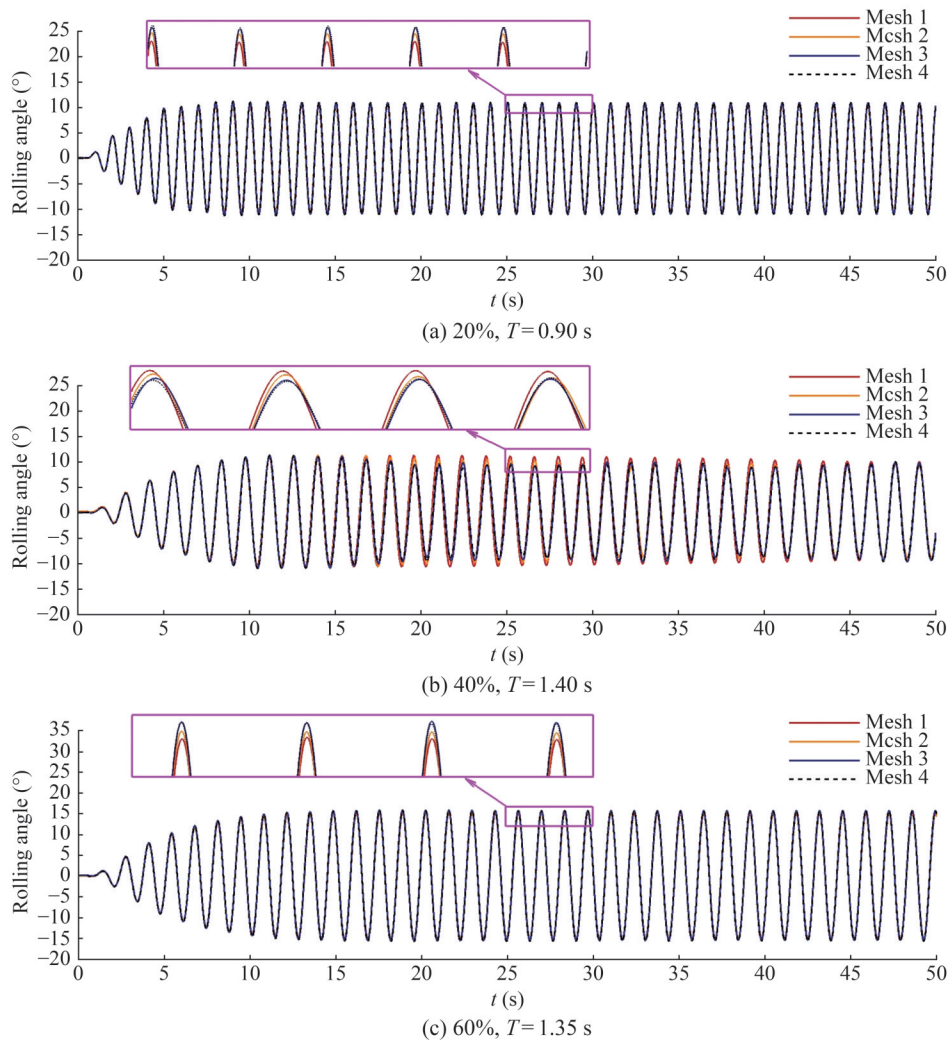 25
20
15
10
5
0
−5
−10
−15
−20
Rolling angle (°)
Mesh 1
Mcsh 2
Mesh 3
Mesh 4
0 5 10 15 20 25 30 35 40 45 50
t (s)
(a) 20%, T=0.90 s
25
20
15
10
5
0
−5
−10
−15
−20
Rolling angle (°)
Mesh 1
Mcsh 2
Mesh 3
Mesh 4
0 5 10 15 20 25 30 35 40 45 50
t (s)
(b) 40%, T=1.40 s
35
30
25
20
15
10
5
0
−5
−10
−15
−20
Rolling angle (°)
Mesh 1
Mcsh 2
Mesh 3
Mesh 4
0 5 10 15 20 25 30 35 40 45 50
t (s)
(c) 60%, T=1.35 s